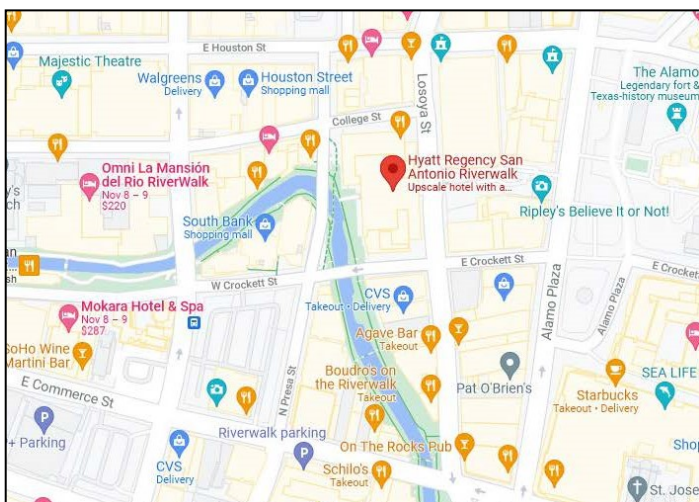 E Houston St
Majestic Theatre
Walgreens
Delivery
Houston Street
Shopping mall
Losoya St
The Alamo
Legendary fort &
Texas-history museum
College St
Omni La Mansión
del Rio RiverWalk
Nov 8 – 9
$220
Hyatt Regency San
Antonio Riverwalk
Upscale hotel with a...
Ripley's Believe It or Not!
South Bank
Shopping mall
E Crockett St
E Crockett
W Crockett St
Mokara Hotel & Spa
Nov 8 – 9
$287
CVS
Takeout • Delivery
Alamo Plaza
Alamo Plaza
SoHo Wine
Martini Bar
Agave Bar
Takeout
Boudro's on
the Riverwalk
Takeout
N Presa St
Pat O'Brien's
Starbucks
Takeout • Delivery
SEA LIFE
E Commerce St
P
+ Parking
Riverwalk parking
P
On The Rocks Pub
CVS
Delivery
Schilo's
Takeout
Shop
St. Jose